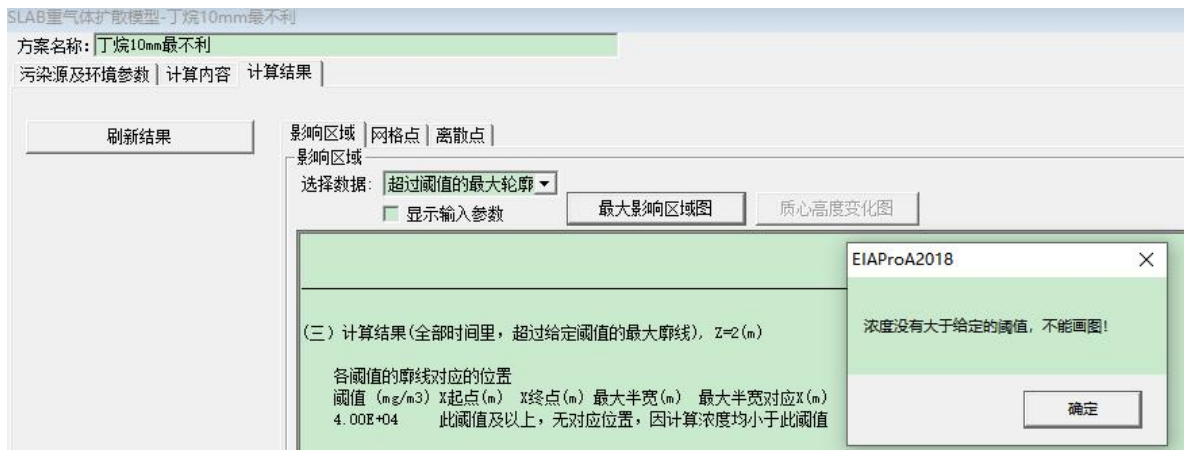 SLAB重气体扩散模型-丁烷10mm最不利
方案名称: 丁烷10mm最不利
污染源及环境参数 计算内容 计算结果
刷新结果
影响区域 网格点 离散点
影响区域
选择数据: 超过阈值的最大轮廓
显示输入参数
最大影响区域图 质心高度变化图
(三) 计算结果(全部时间里，超过给定阈值的最大廓线), Z=2(m)
各阈值的廓线对应的位置
阈值 (mg/m3) X起点(m) X终点(m) 最大半宽(m) 最大半宽对应X(m)
4.00E+04 此阈值及以上，无对应位置，因计算浓度均小于此阈值
EIAProA2018
浓度没有大于给定的阈值，不能画图!
确定